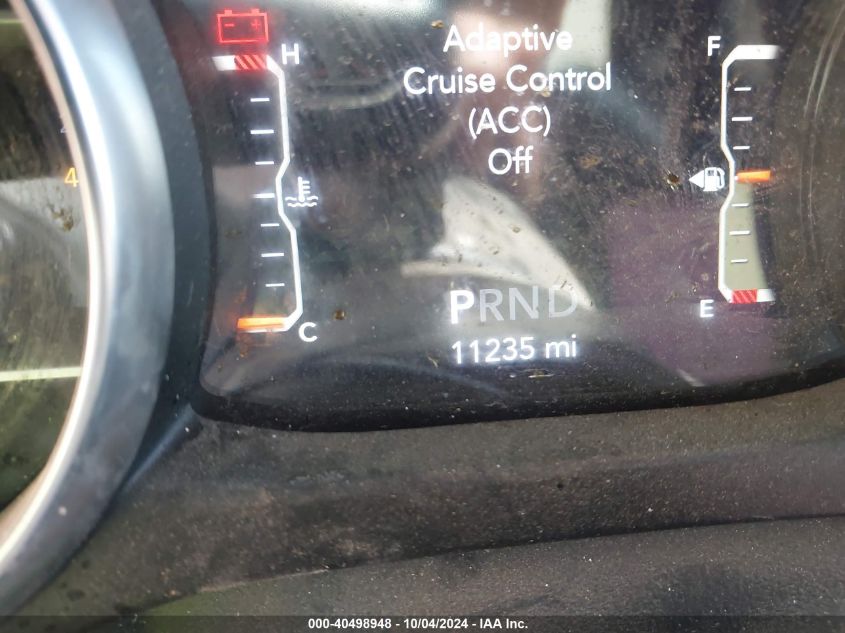 Adaptive
Cruise Control
(ACC)
Off
H
C
F
E
4
PRND
11235 mi
000-40498948 - 10/04/2024 - IAA Inc.